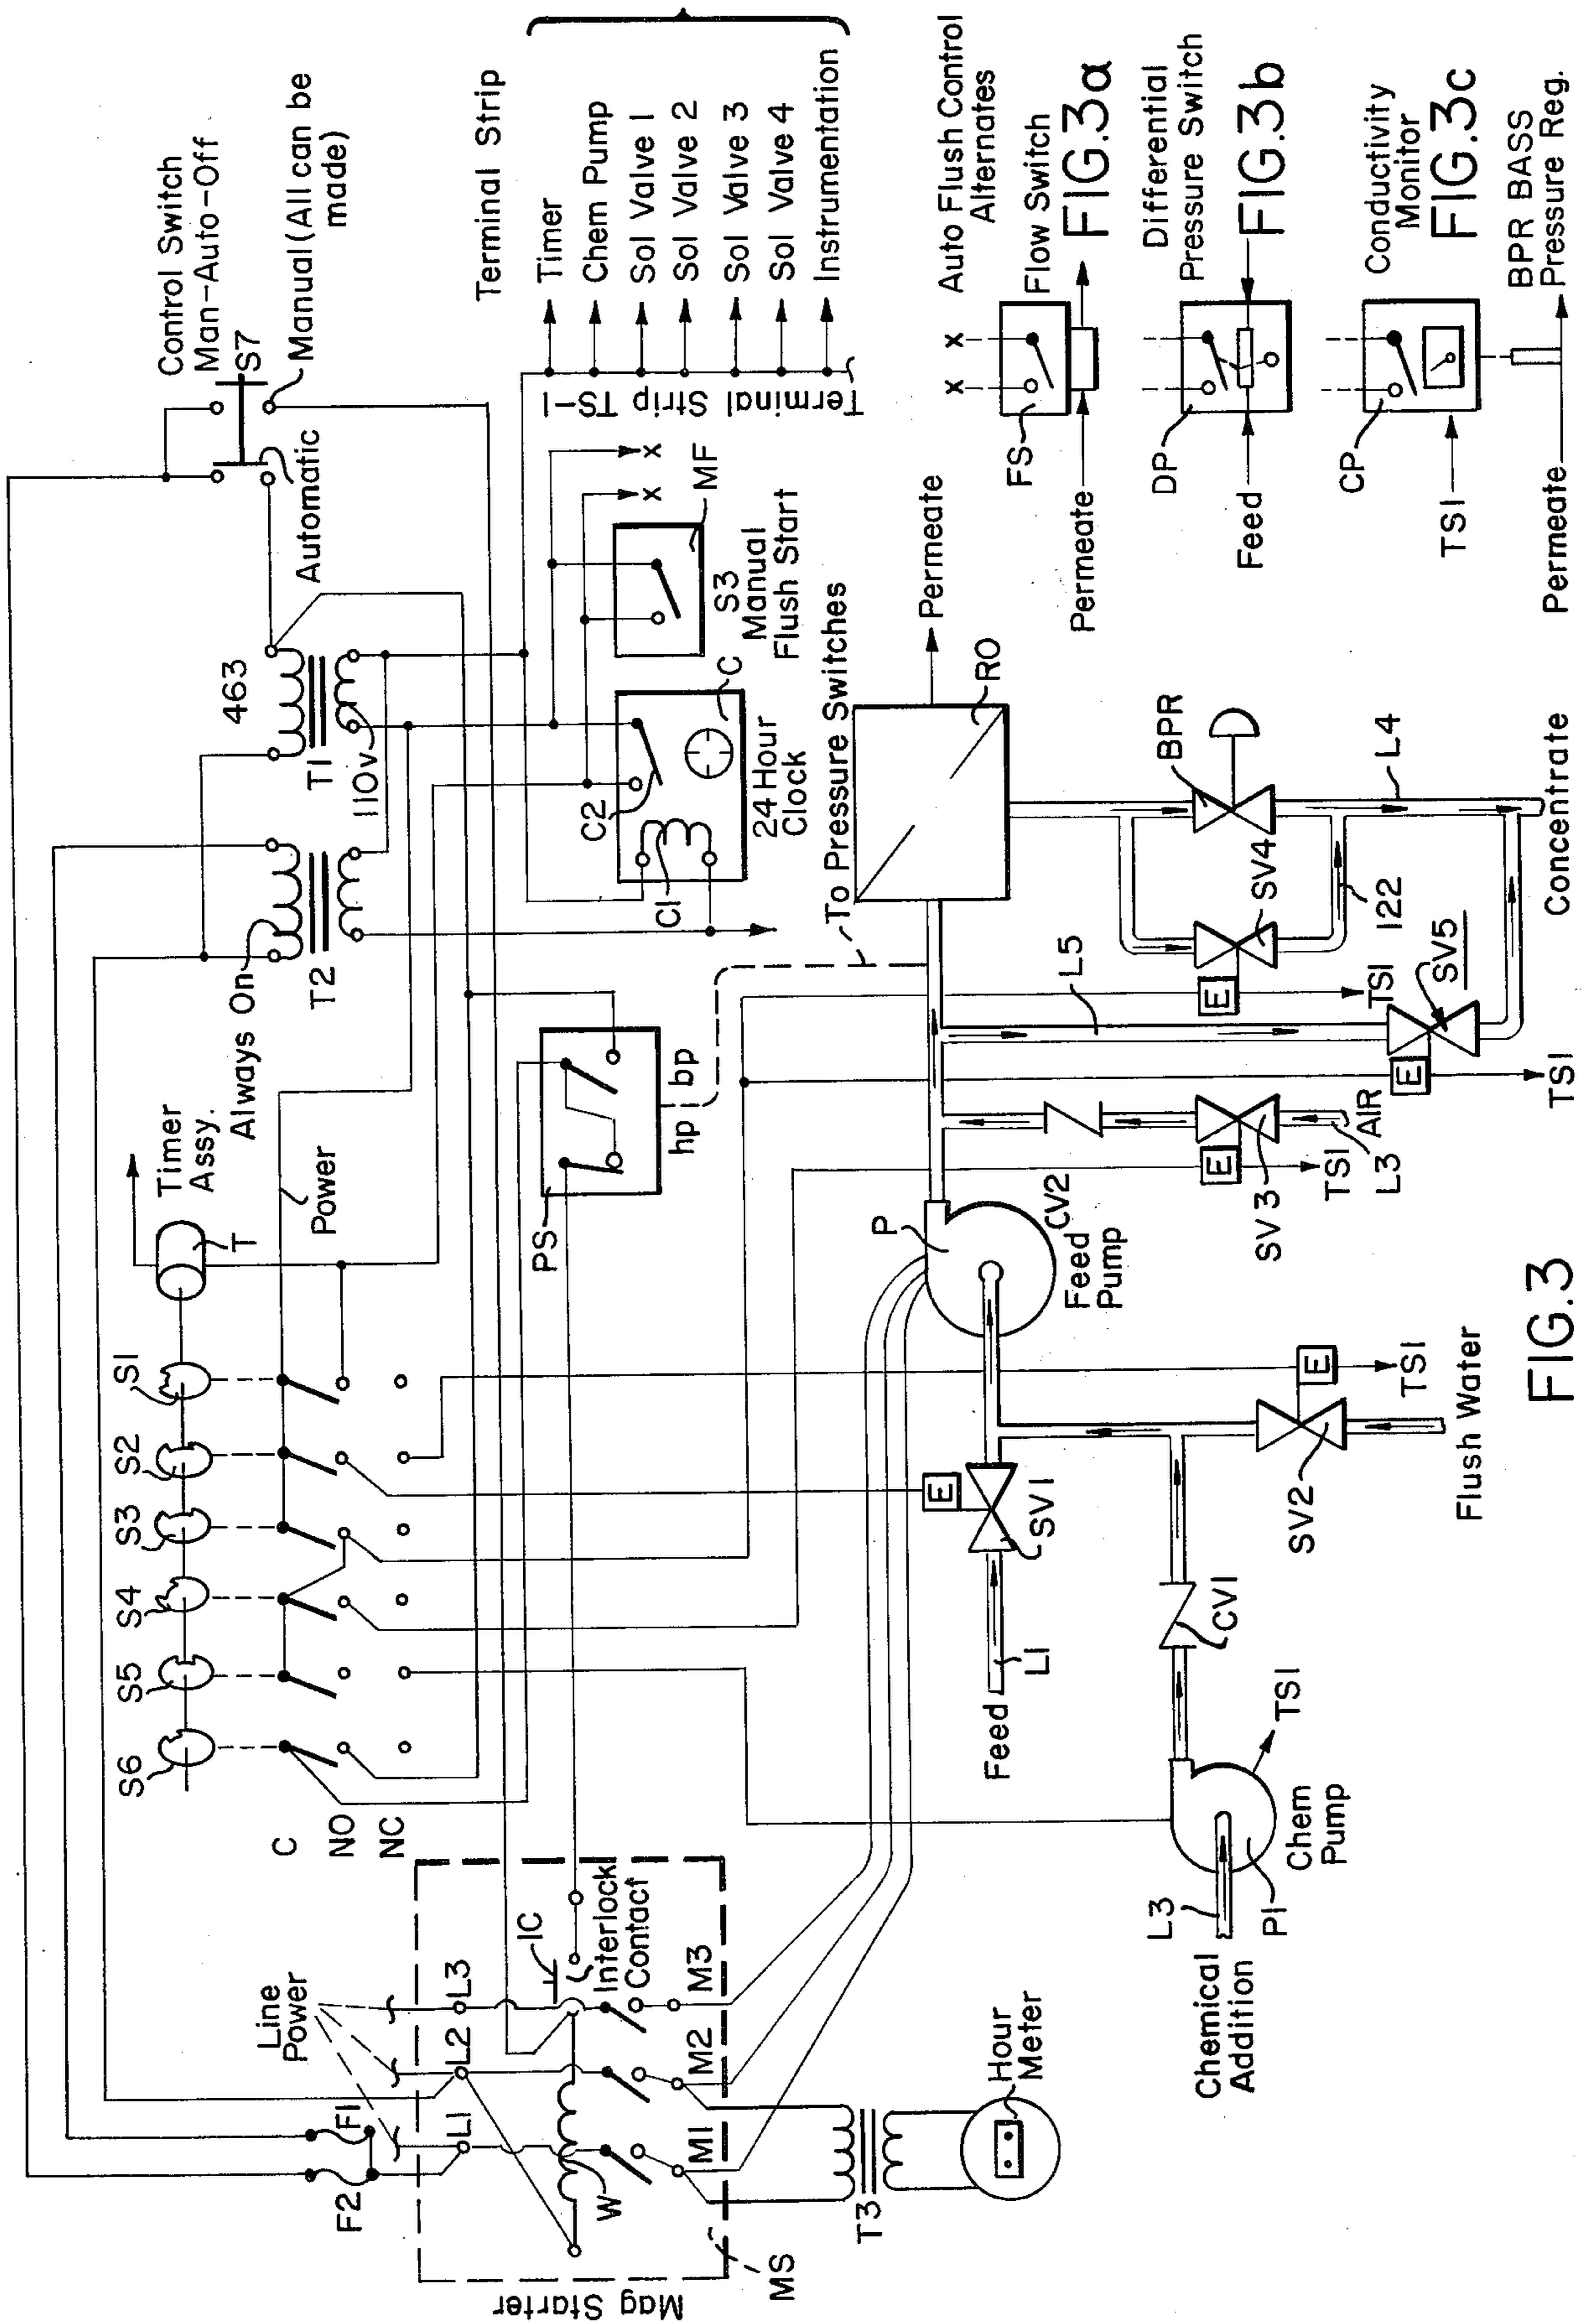 Control Switch
Man-Auto-Off
S7
Manual (All can be
made)
Automatic
463
T1
110v
Always On
T2
Timer
Assy.
T
Power
S1
S2
S3
S4
S5
S6
C
NO
NC
Terminal Strip
Timer
Chem Pump
Sol Valve 1
Sol Valve 2
Sol Valve 3
Sol Valve 4
Instrumentation
Terminal Strip TS-1
x
x
MF
S3
Manual
Flush Start
C
C2
C1
24 Hour
Clock
PS
hp
bp
To Pressure Switches
Line
Power
F1
F2
L1
L2
L3
IC
Interlock
Contact
W
M1
M2
M3
MS
Mag Starter
T3
Hour
Meter
Auto Flush Control
Alternates
x
x
FS
Flow Switch
Permeate
FIG.3a
Differential
Pressure Switch
DP
Feed
FIG.3b
Conductivity
Monitor
CP
TS1
FIG.3c
BPR BASS
Pressure Reg.
Permeate
Permeate
RO
BPR
L4
SV4
122
E
TS1
L5
SV5
E
TS1
Concentrate
P
CV2
Feed
Pump
E
SV3
TS1
AIR
L3
E
SV1
Feed
L1
E
TS1
SV2
Flush Water
CV1
TS1
Chem
Pump
P1
L3
Chemical
Addition
FIG.3